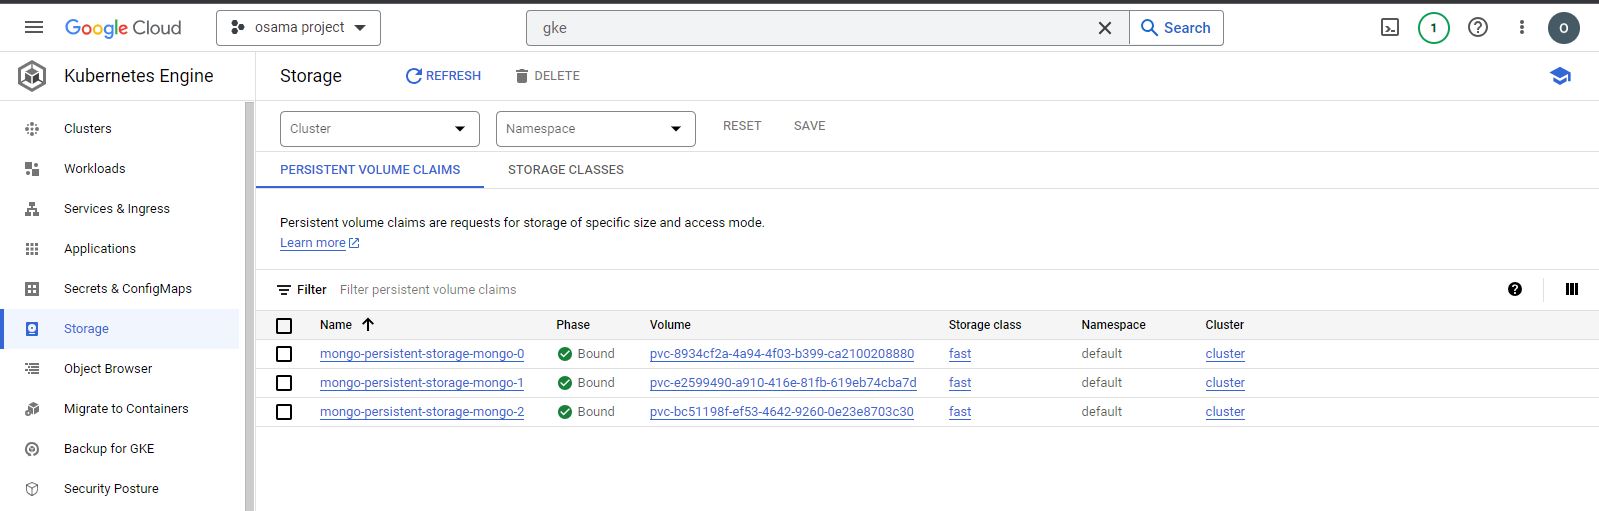 Google Cloud
osama project
gke
Search
1
O
Kubernetes Engine
Storage
REFRESH
DELETE
Clusters
Workloads
Services & Ingress
Applications
Secrets & ConfigMaps
Storage
Object Browser
Migrate to Containers
Backup for GKE
Security Posture
Cluster
Namespace
RESET
SAVE
PERSISTENT VOLUME CLAIMS
STORAGE CLASSES
Persistent volume claims are requests for storage of specific size and access mode.
Learn more
Filter Filter persistent volume claims
Name Phase Volume Storage class Namespace Cluster
mongo-persistent-storage-mongo-0 Bound pvc-8934cf2a-4a94-4f03-b399-ca2100208880 fast default cluster
mongo-persistent-storage-mongo-1 Bound pvc-e2599490-a910-416e-81fb-619eb74cba7d fast default cluster
mongo-persistent-storage-mongo-2 Bound pvc-bc51198f-ef53-4642-9260-0e23e8703c30 fast default cluster